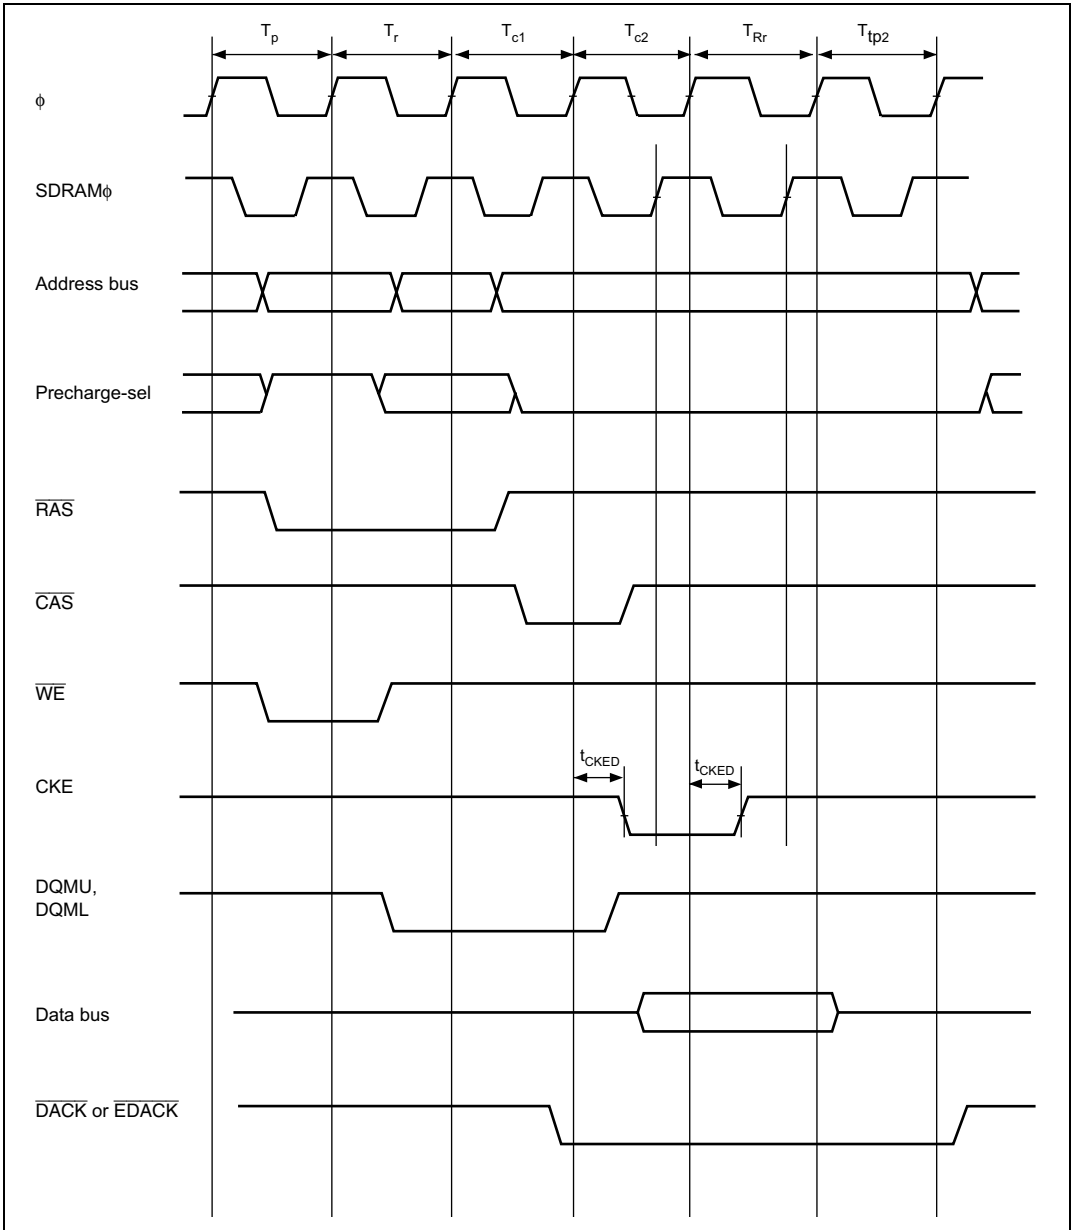 Tp Tr Tc1 Tc2 TRr Ttp2
ϕ
SDRAMϕ
Address bus
Precharge-sel
RAS
CAS
WE
tCKED tCKED
CKE
DQMU,
DQML
Data bus
DACK or EDACK